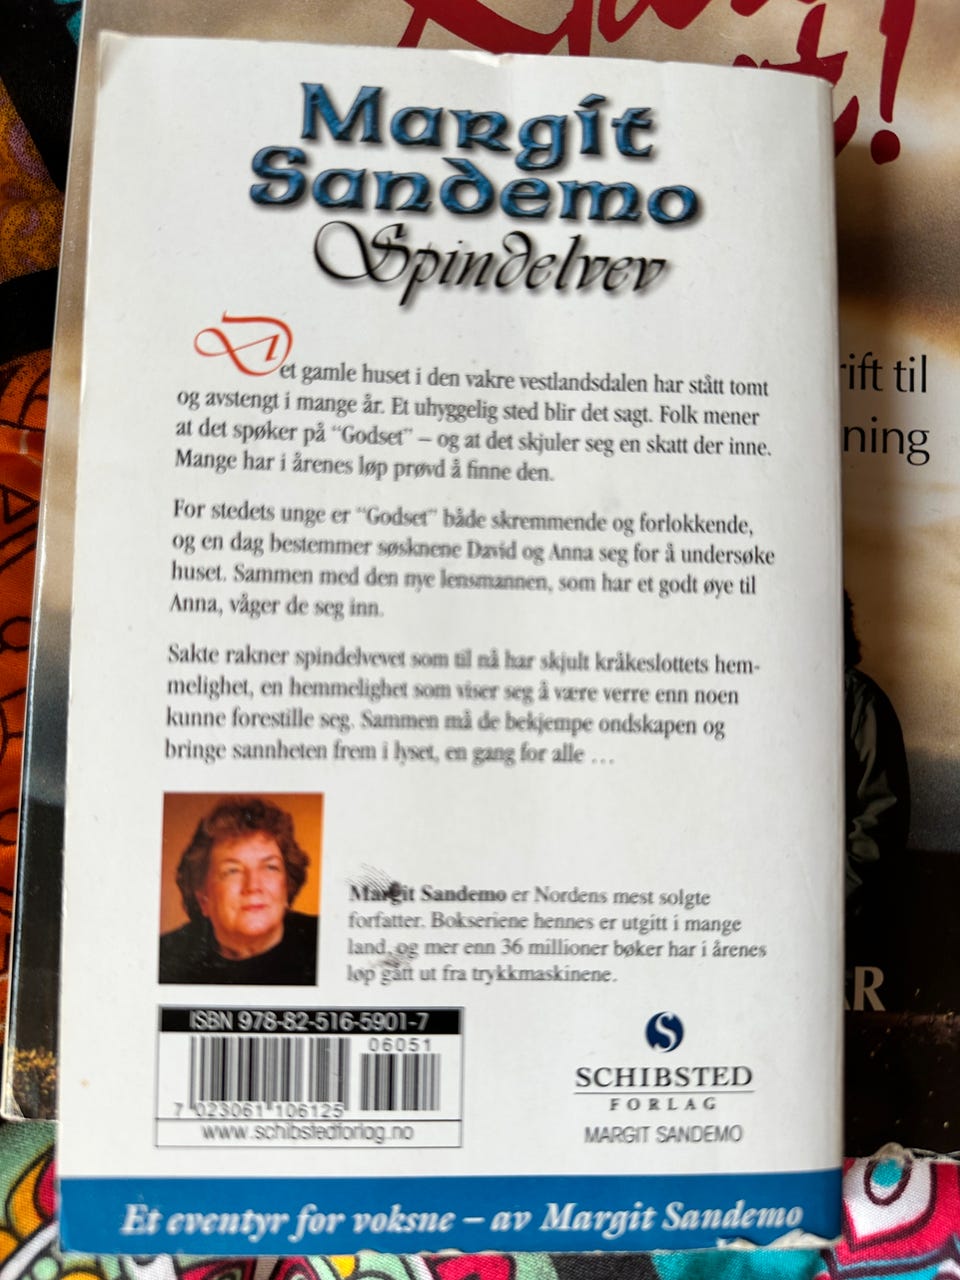 Margit
Sandemo
Spindelvev
Det gamle huset i den vakre vestlandsdalen har stått tomt
og avstengt i mange år. Et uhyggelig sted blir det sagt. Folk mener
at det spøker på “Godset” – og at det skjuler seg en skatt der inne.
Mange har i årenes løp prøvd å finne den.
For stedets unge er “Godset” både skremmende og forlokkende,
og en dag bestemmer søsknene David og Anna seg for å undersøke
huset. Sammen med den nye lensmannen, som har et godt øye til
Anna, våger de seg inn.
Sakte rakner spindelvevet som til nå har skjult kråkeslottets hem-
melighet, en hemmelighet som viser seg å være verre enn noen
kunne forestille seg. Sammen må de bekjempe ondskapen og
bringe sannheten frem i lyset, en gang for alle …
Margit Sandemo er Nordens mest solgte
forfatter. Bokseriene hennes er utgitt i mange
land, og mer enn 36 millioner bøker har i årenes
løp gått ut fra trykkmaskinene.
ISBN 978-82-516-5901-7
06051
7 023061 106125
www.schibstedforlag.no
S
SCHIBSTED
FORLAG
MARGIT SANDEMO
Et eventyr for voksne – av Margit Sandemo
rift til
ning
ÆR